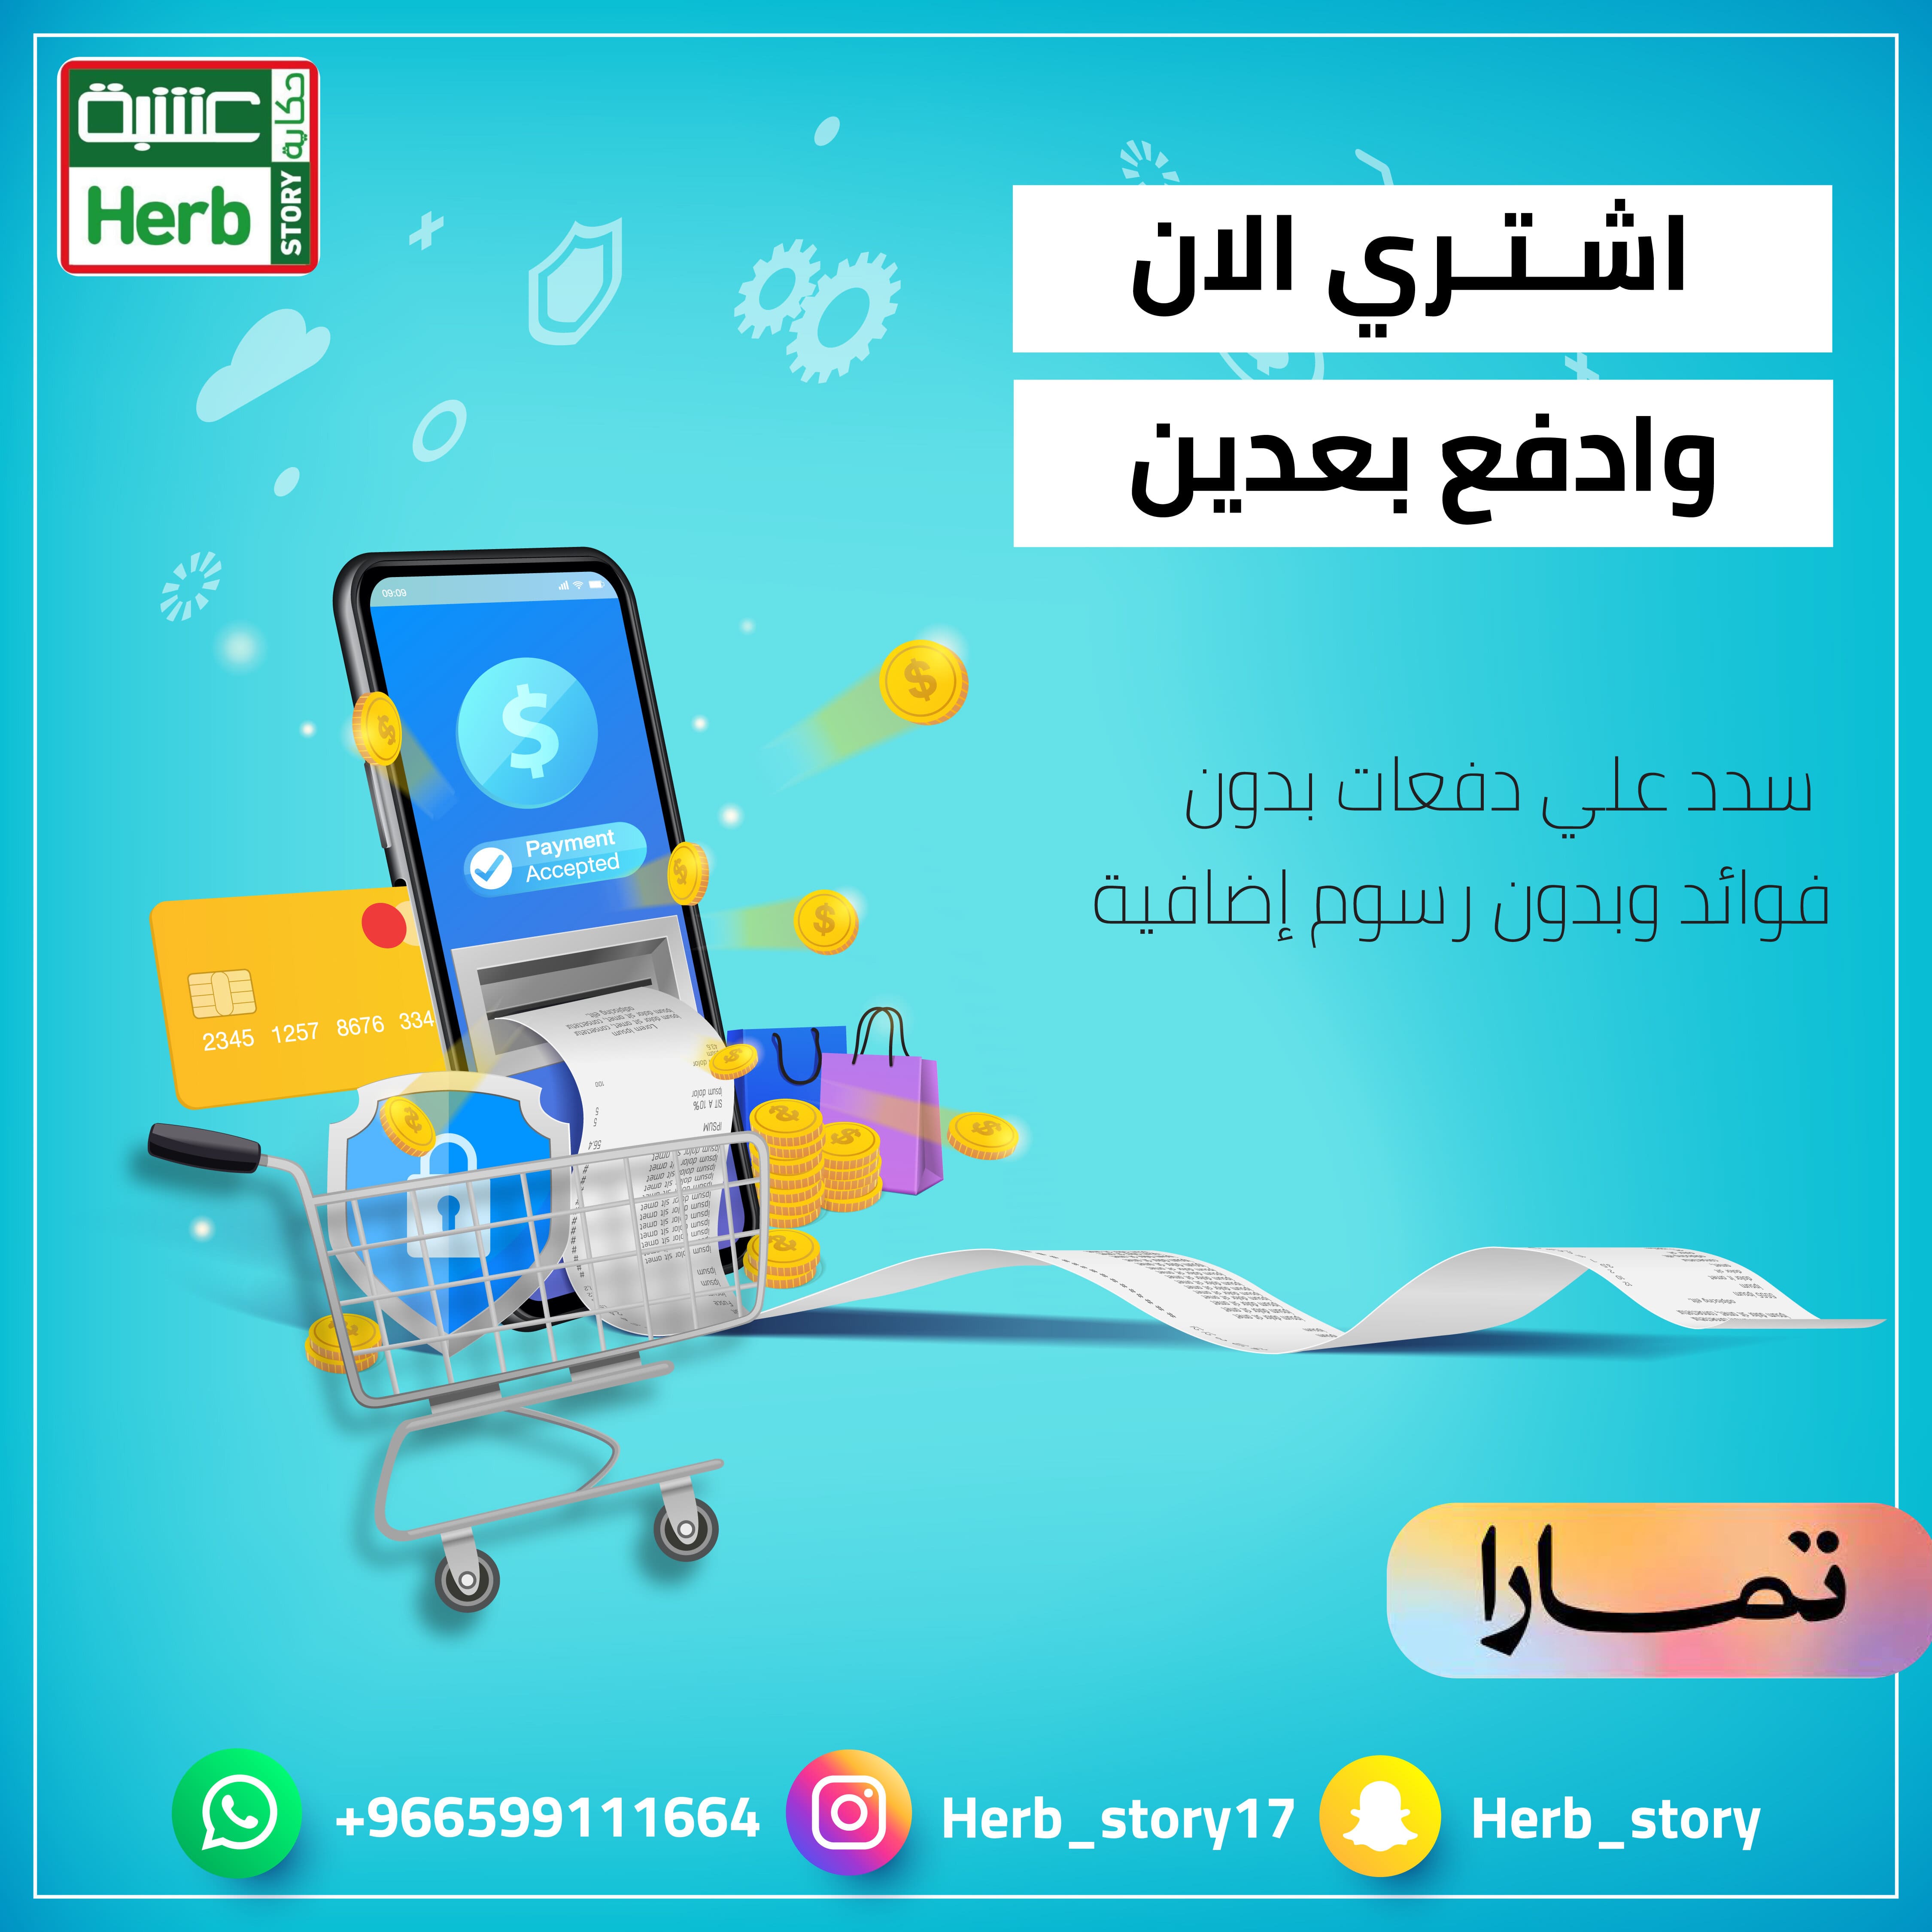 عشبة
حكاية
Herb
STORY
اشتري الان
وادفع بعدين
سدد علي دفعات بدون
فوائد وبدون رسوم إضافية
09:09
$
Payment
Accepted
2345 1257 8676 334
تمارا
+966599111664
Herb_story17
Herb_story